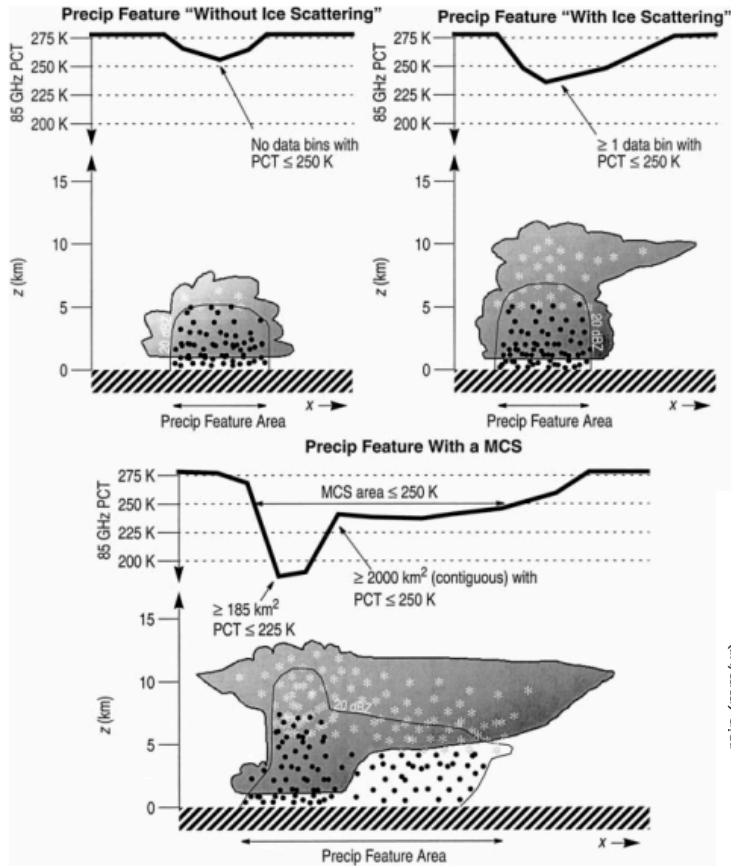 Precip Feature “Without Ice Scattering”
275 K
250 K
225 K
200 K
85 GHz PCT
No data bins with
PCT ≤ 250 K
15
10
5
0
z (km)
20 dBZ
x
Precip Feature Area
Precip Feature “With Ice Scattering”
275 K
250 K
225 K
200 K
85 GHz PCT
≥ 1 data bin with
PCT ≤ 250 K
15
10
5
0
z (km)
20 dBZ
x
Precip Feature Area
Precip Feature With a MCS
275 K
250 K
225 K
200 K
85 GHz PCT
MCS area ≤ 250 K
≥ 2000 km² (contiguous) with
PCT ≤ 250 K
≥ 185 km²
PCT ≤ 225 K
15
10
5
0
z (km)
20 dBZ
x
Precip Feature Area